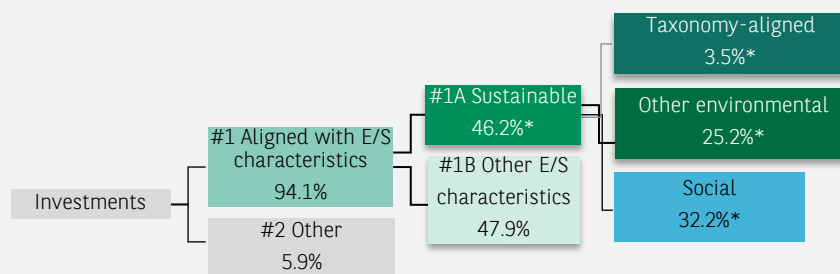 Investments
#1 Aligned with E/S
characteristics
94.1%
#2 Other
5.9%
#1A Sustainable
46.2%*
#1B Other E/S
characteristics
47.9%
Taxonomy-aligned
3.5%*
Other environmental
25.2%*
Social
32.2%*